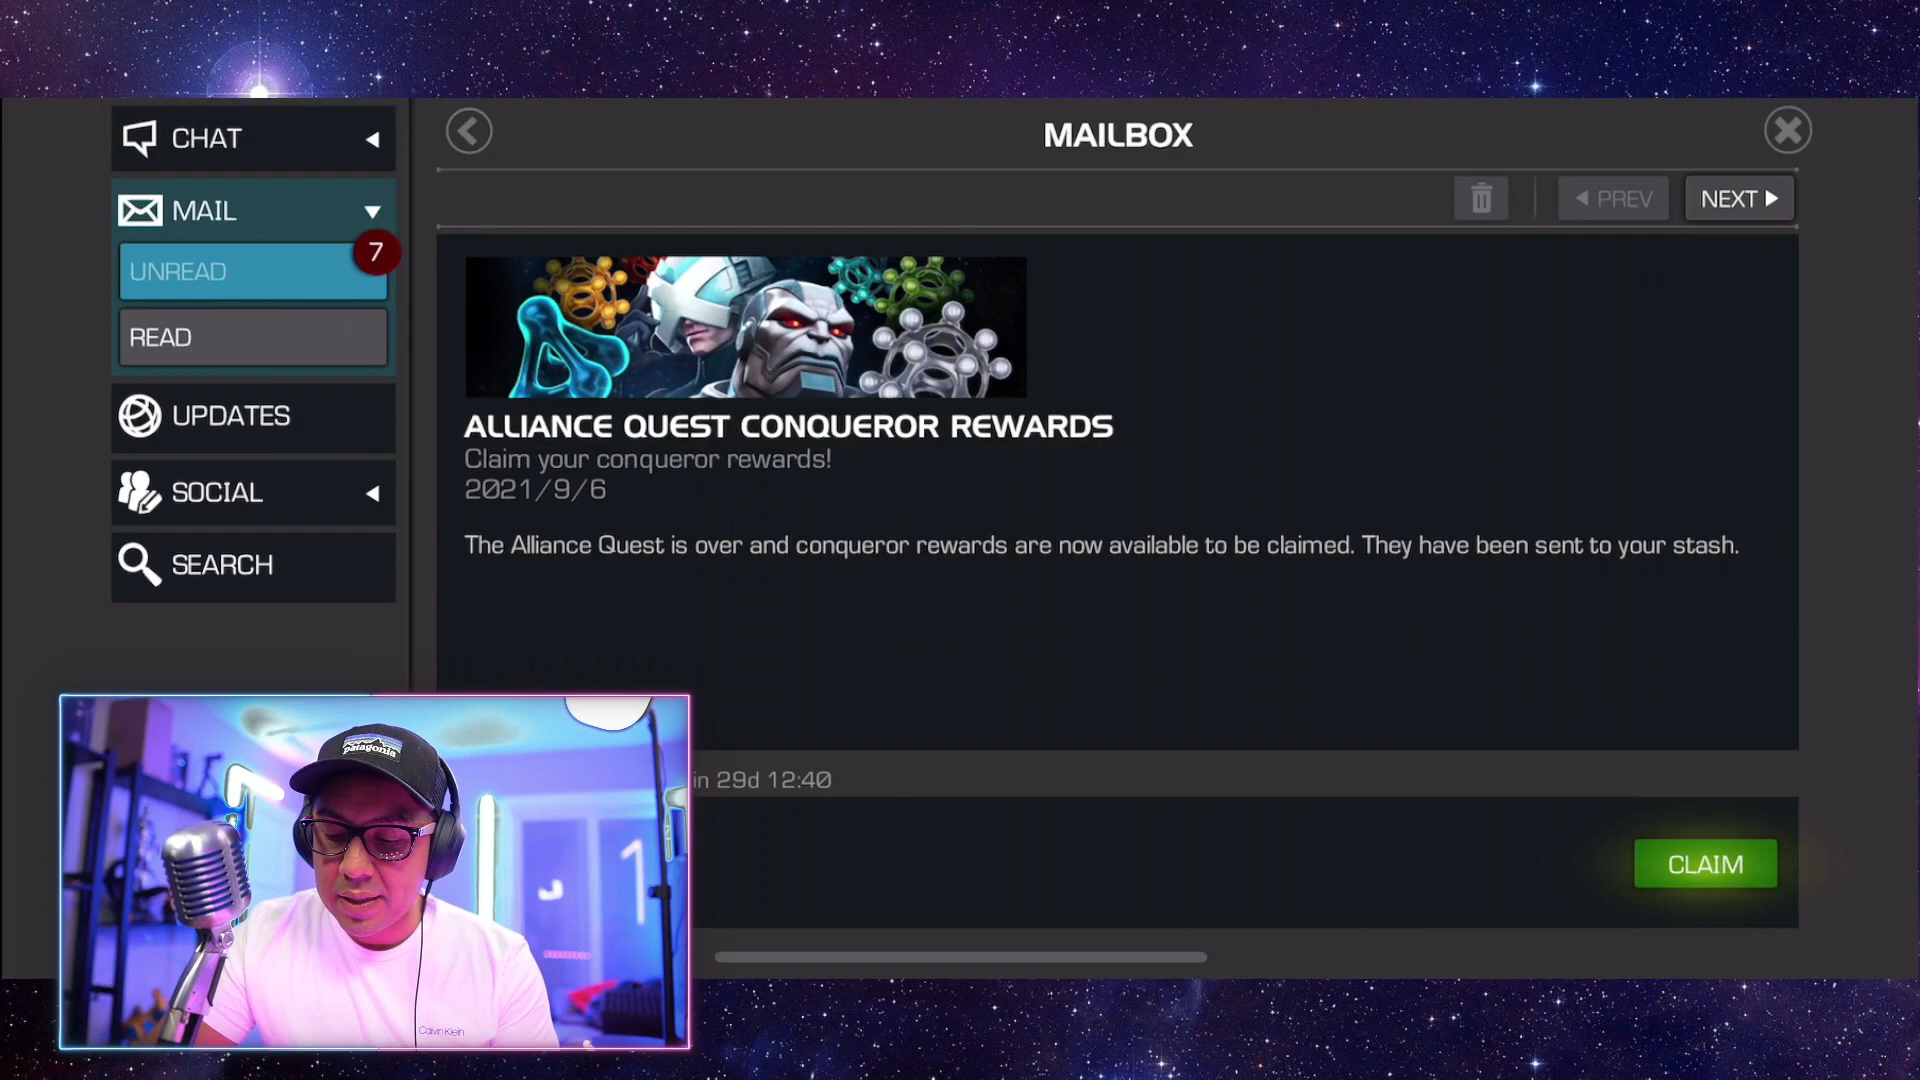 CHAT
MAIL
7
UNREAD
READ
UPDATES
SOCIAL
SEARCH
MAILBOX
PREV
NEXT
ALLIANCE QUEST CONQUEROR REWARDS
Claim your conqueror rewards!
2021/9/6
The Alliance Quest is over and conqueror rewards are now available to be claimed. They have been sent to your stash.
in 29d 12:40
CLAIM
patagonia
Calvin Klein